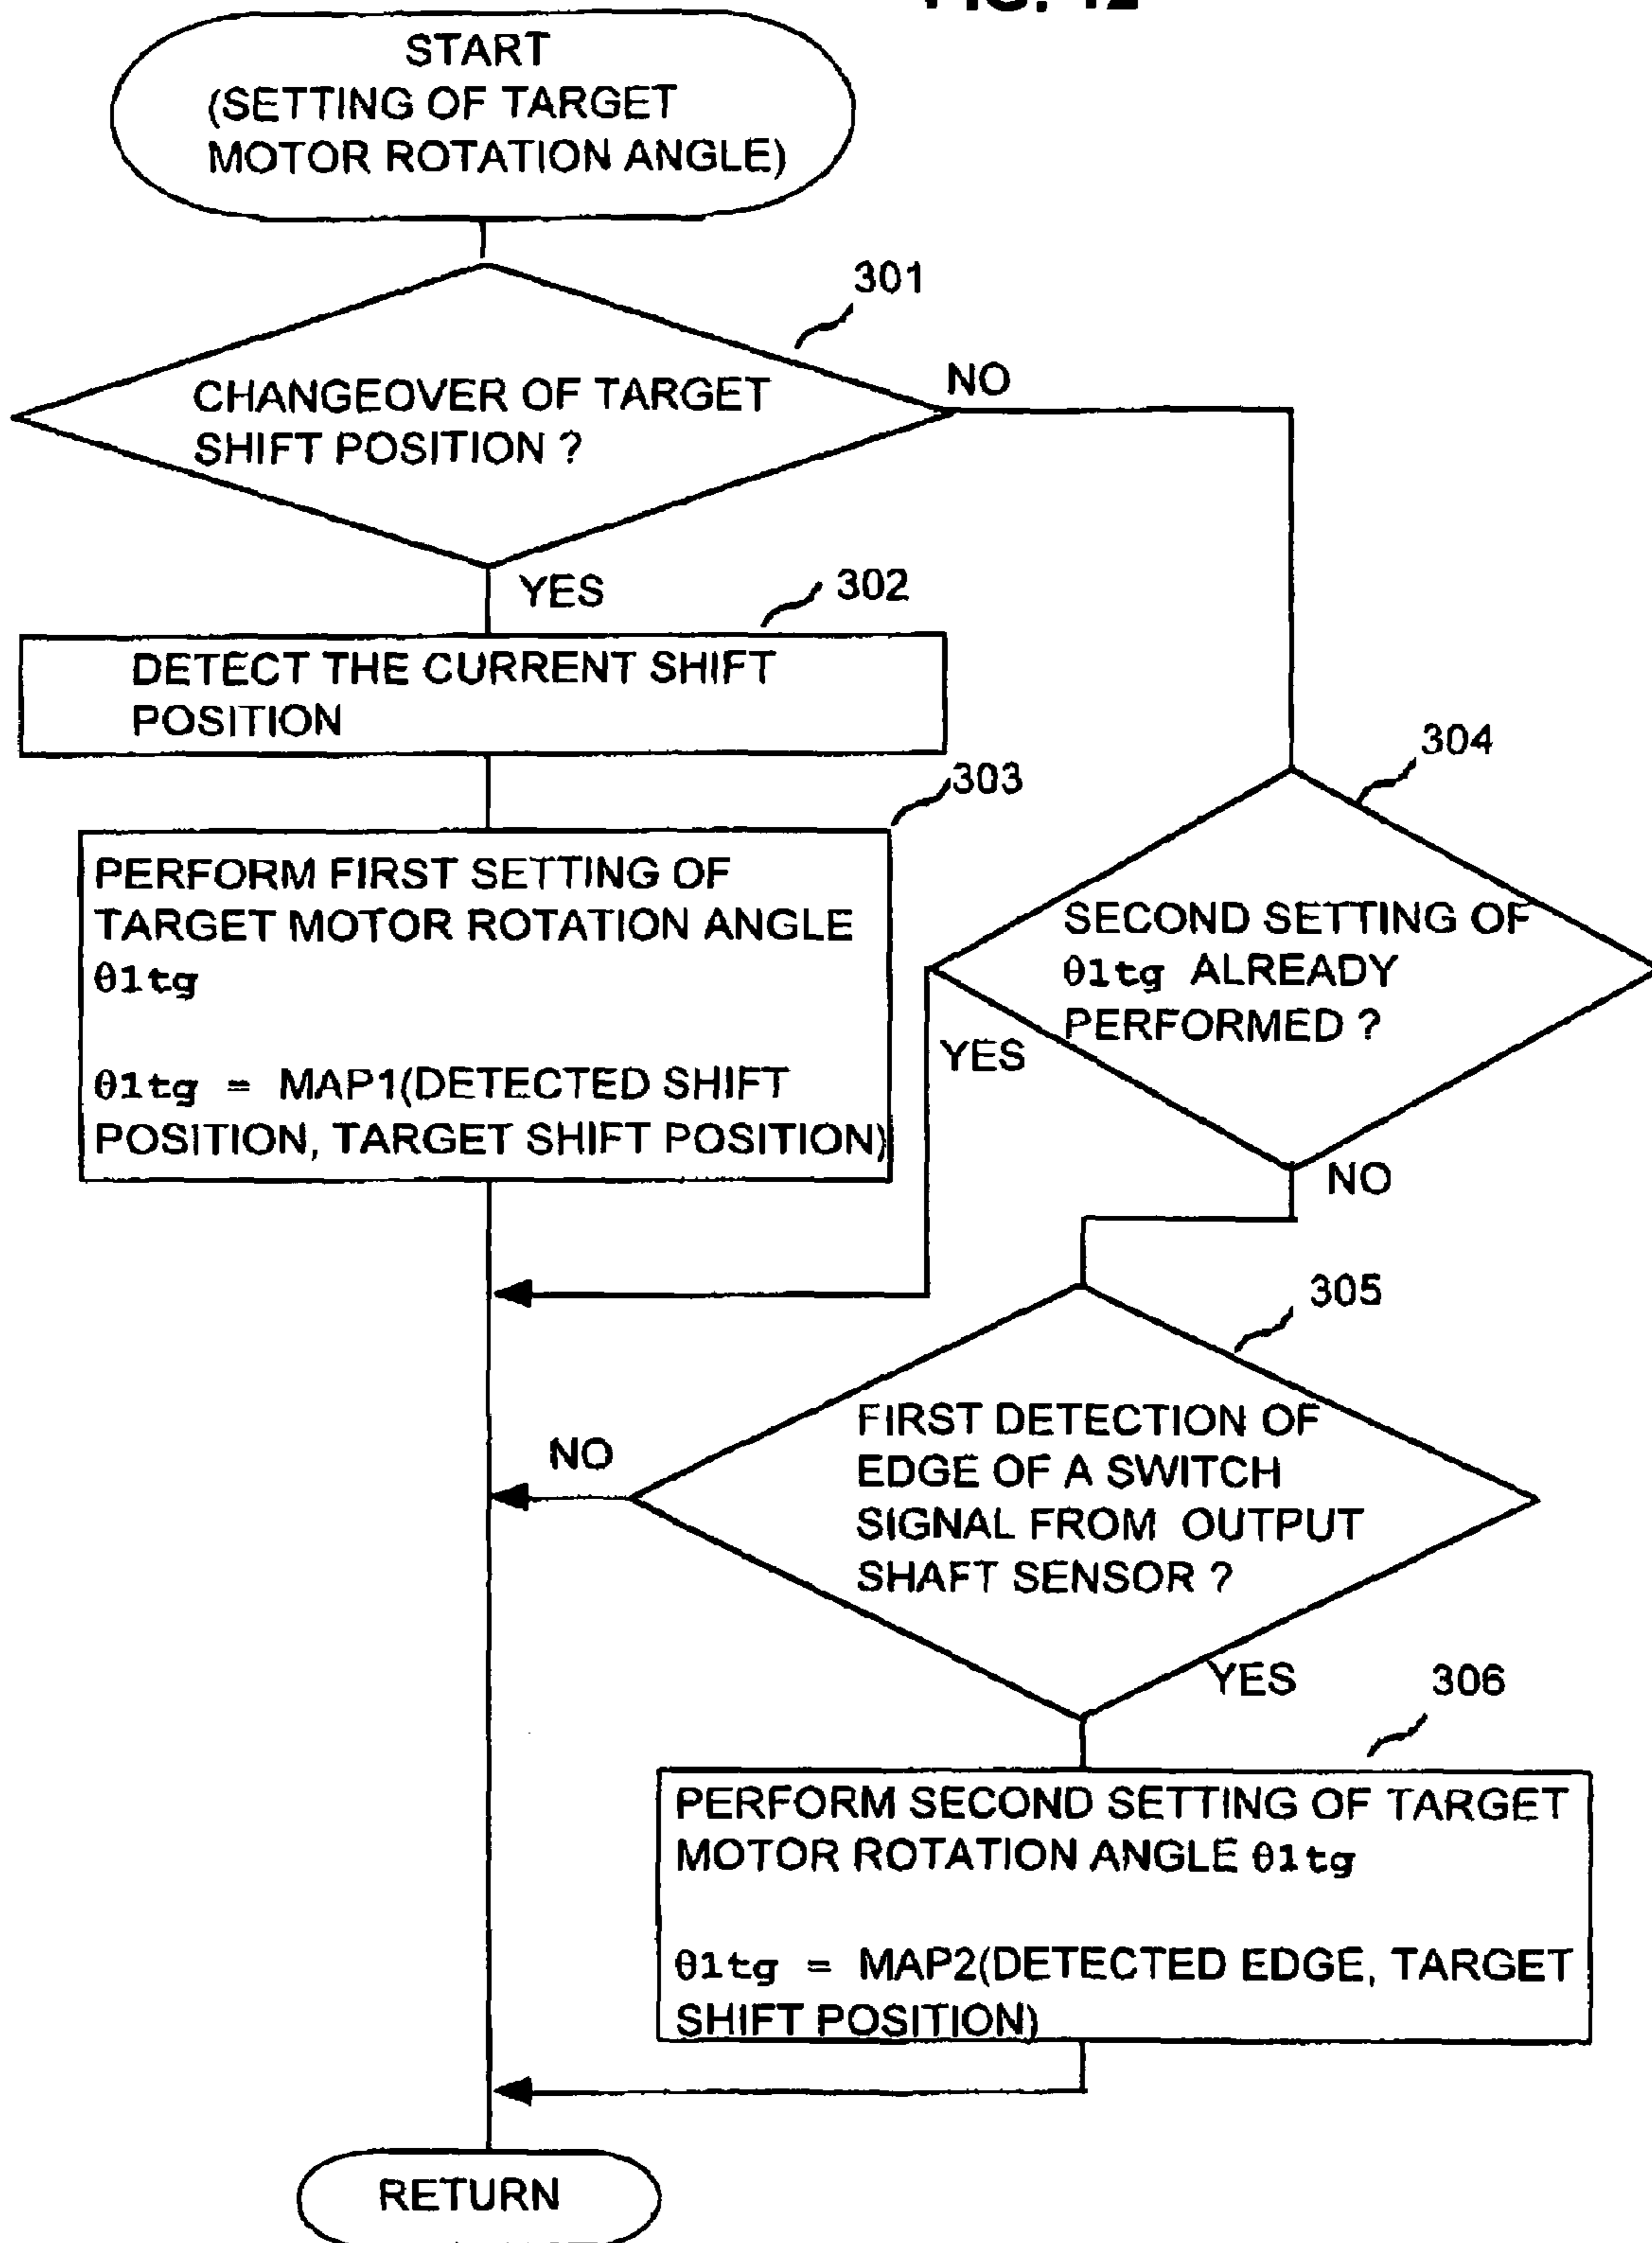 FIG. 12
START
(SETTING OF TARGET
MOTOR ROTATION ANGLE)
301
CHANGEOVER OF TARGET
SHIFT POSITION ?
NO
YES
302
DETECT THE CURRENT SHIFT
POSITION
303
PERFORM FIRST SETTING OF
TARGET MOTOR ROTATION ANGLE
θ1tg
θ1tg = MAP1(DETECTED SHIFT
POSITION, TARGET SHIFT POSITION)
304
SECOND SETTING OF
θ1tg ALREADY
PERFORMED ?
YES
NO
305
FIRST DETECTION OF
EDGE OF A SWITCH
SIGNAL FROM OUTPUT
SHAFT SENSOR ?
NO
YES
306
PERFORM SECOND SETTING OF TARGET
MOTOR ROTATION ANGLE θ1tg
θ1tg = MAP2(DETECTED EDGE, TARGET
SHIFT POSITION)
RETURN